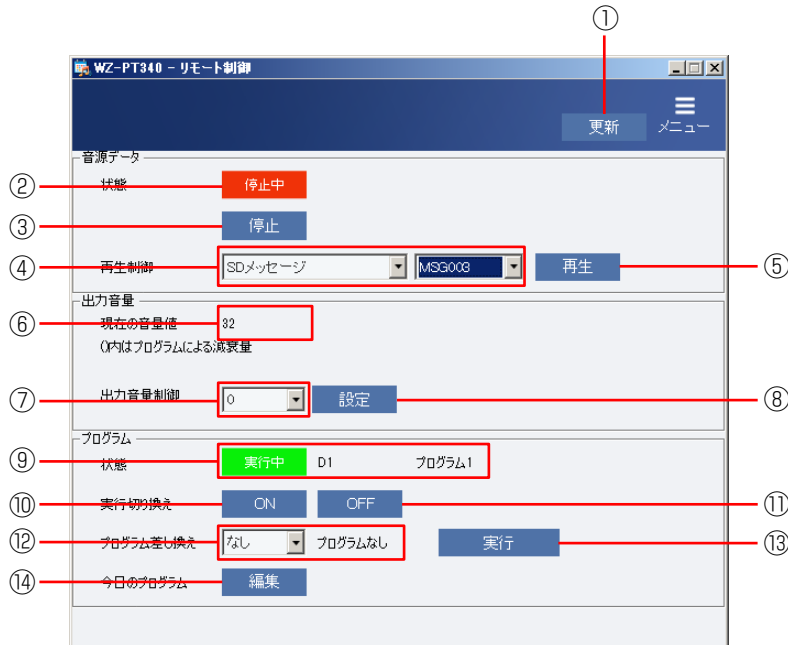 ①
WZ-PT340 - リモート制御
更新 メニュー
音源データ
② 状態 停止中
③ 停止
④ 再生制御 SDメッセージ MSG003 再生 ⑤
出力音量
⑥ 現在の音量値 32
()内はプログラムによる減衰量
⑦ 出力音量制御 0 設定 ⑧
プログラム
⑨ 状態 実行中 D1 プログラム1
⑩ 実行切り換え ON OFF ⑪
⑫ プログラム差し換え なし プログラムなし 実行 ⑬
⑭ 今日のプログラム 編集